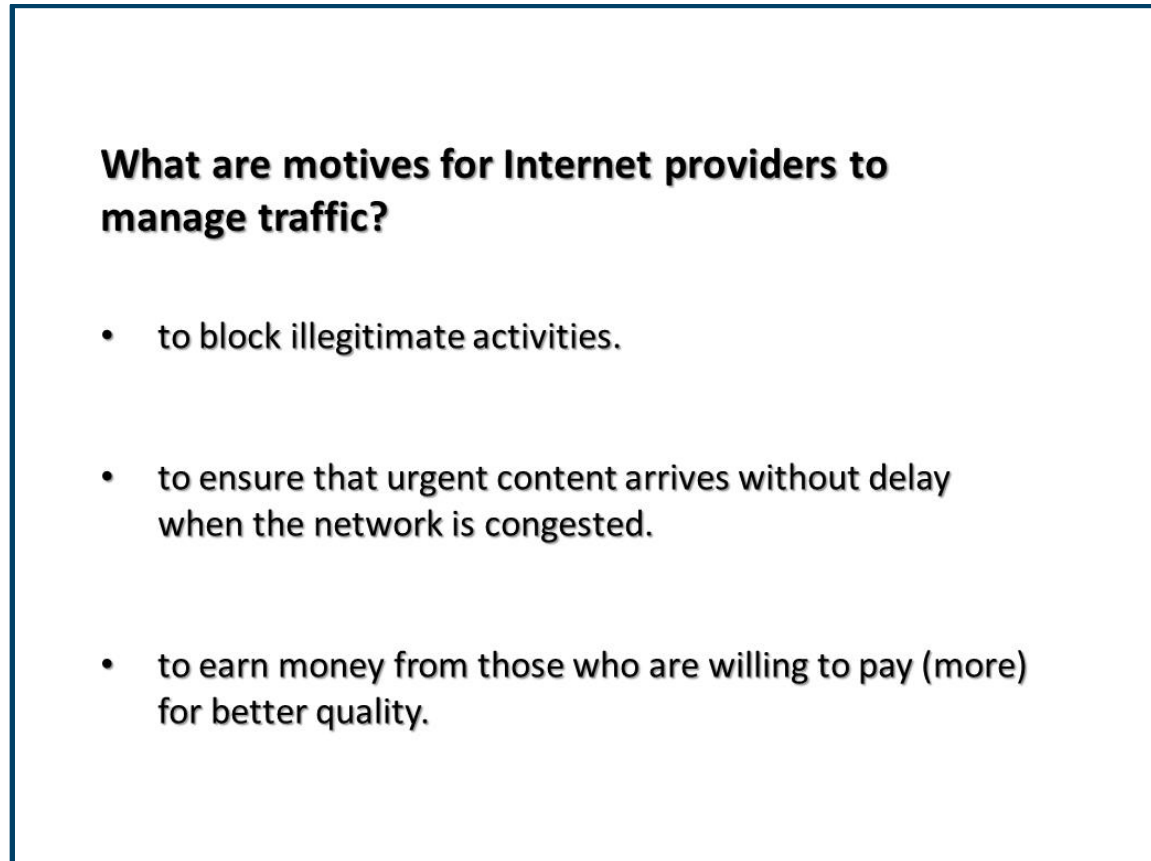 What are motives for Internet providers to
manage traffic?
• to block illegitimate activities.
• to ensure that urgent content arrives without delay
when the network is congested.
• to earn money from those who are willing to pay (more)
for better quality.